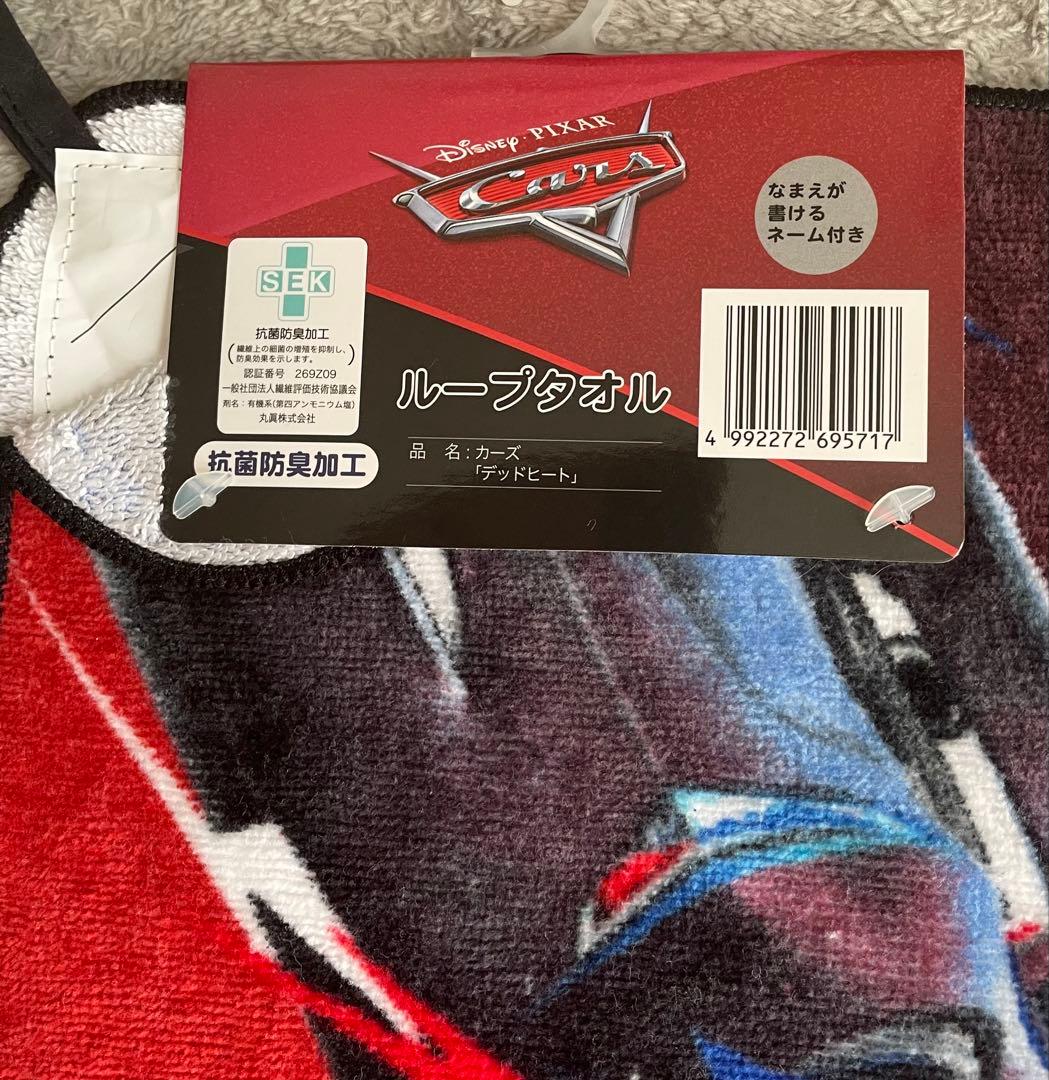 Disney・PIXAR
Cars
なまえが
書ける
ネーム付き
SEK
抗菌防臭加工
(繊維上の細菌の増殖を抑制し、
防臭効果を示します。)
認証番号 269Z09
一般社団法人繊維評価技術協議会
剤名:有機系(第四アンモニウム塩)
丸眞株式会社
抗菌防臭加工
ループタオル
品 名:カーズ
「デッドヒート」
4 992272 695717